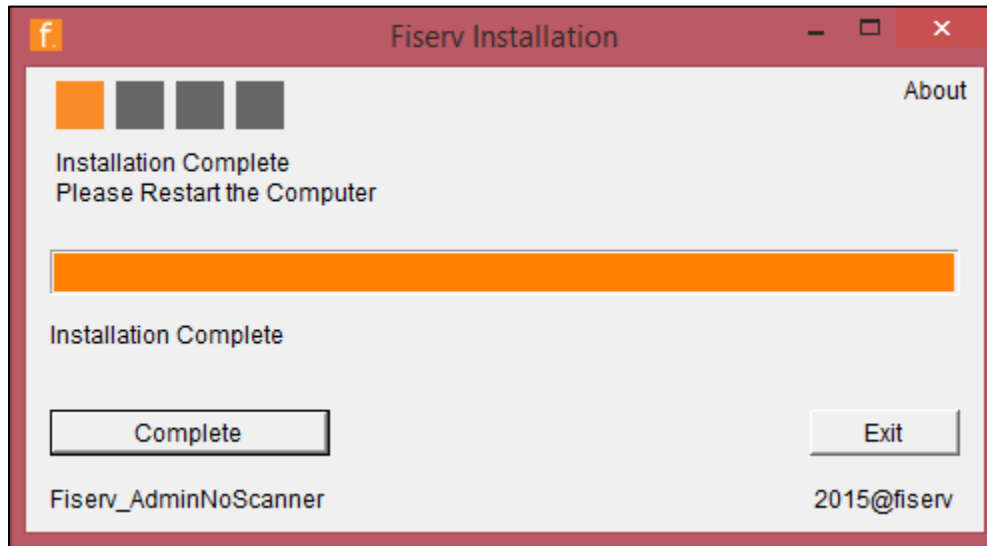 f.
Fiserv Installation
About
Installation Complete
Please Restart the Computer
Installation Complete
Complete
Exit
Fiserv_AdminNoScanner
2015@fiserv